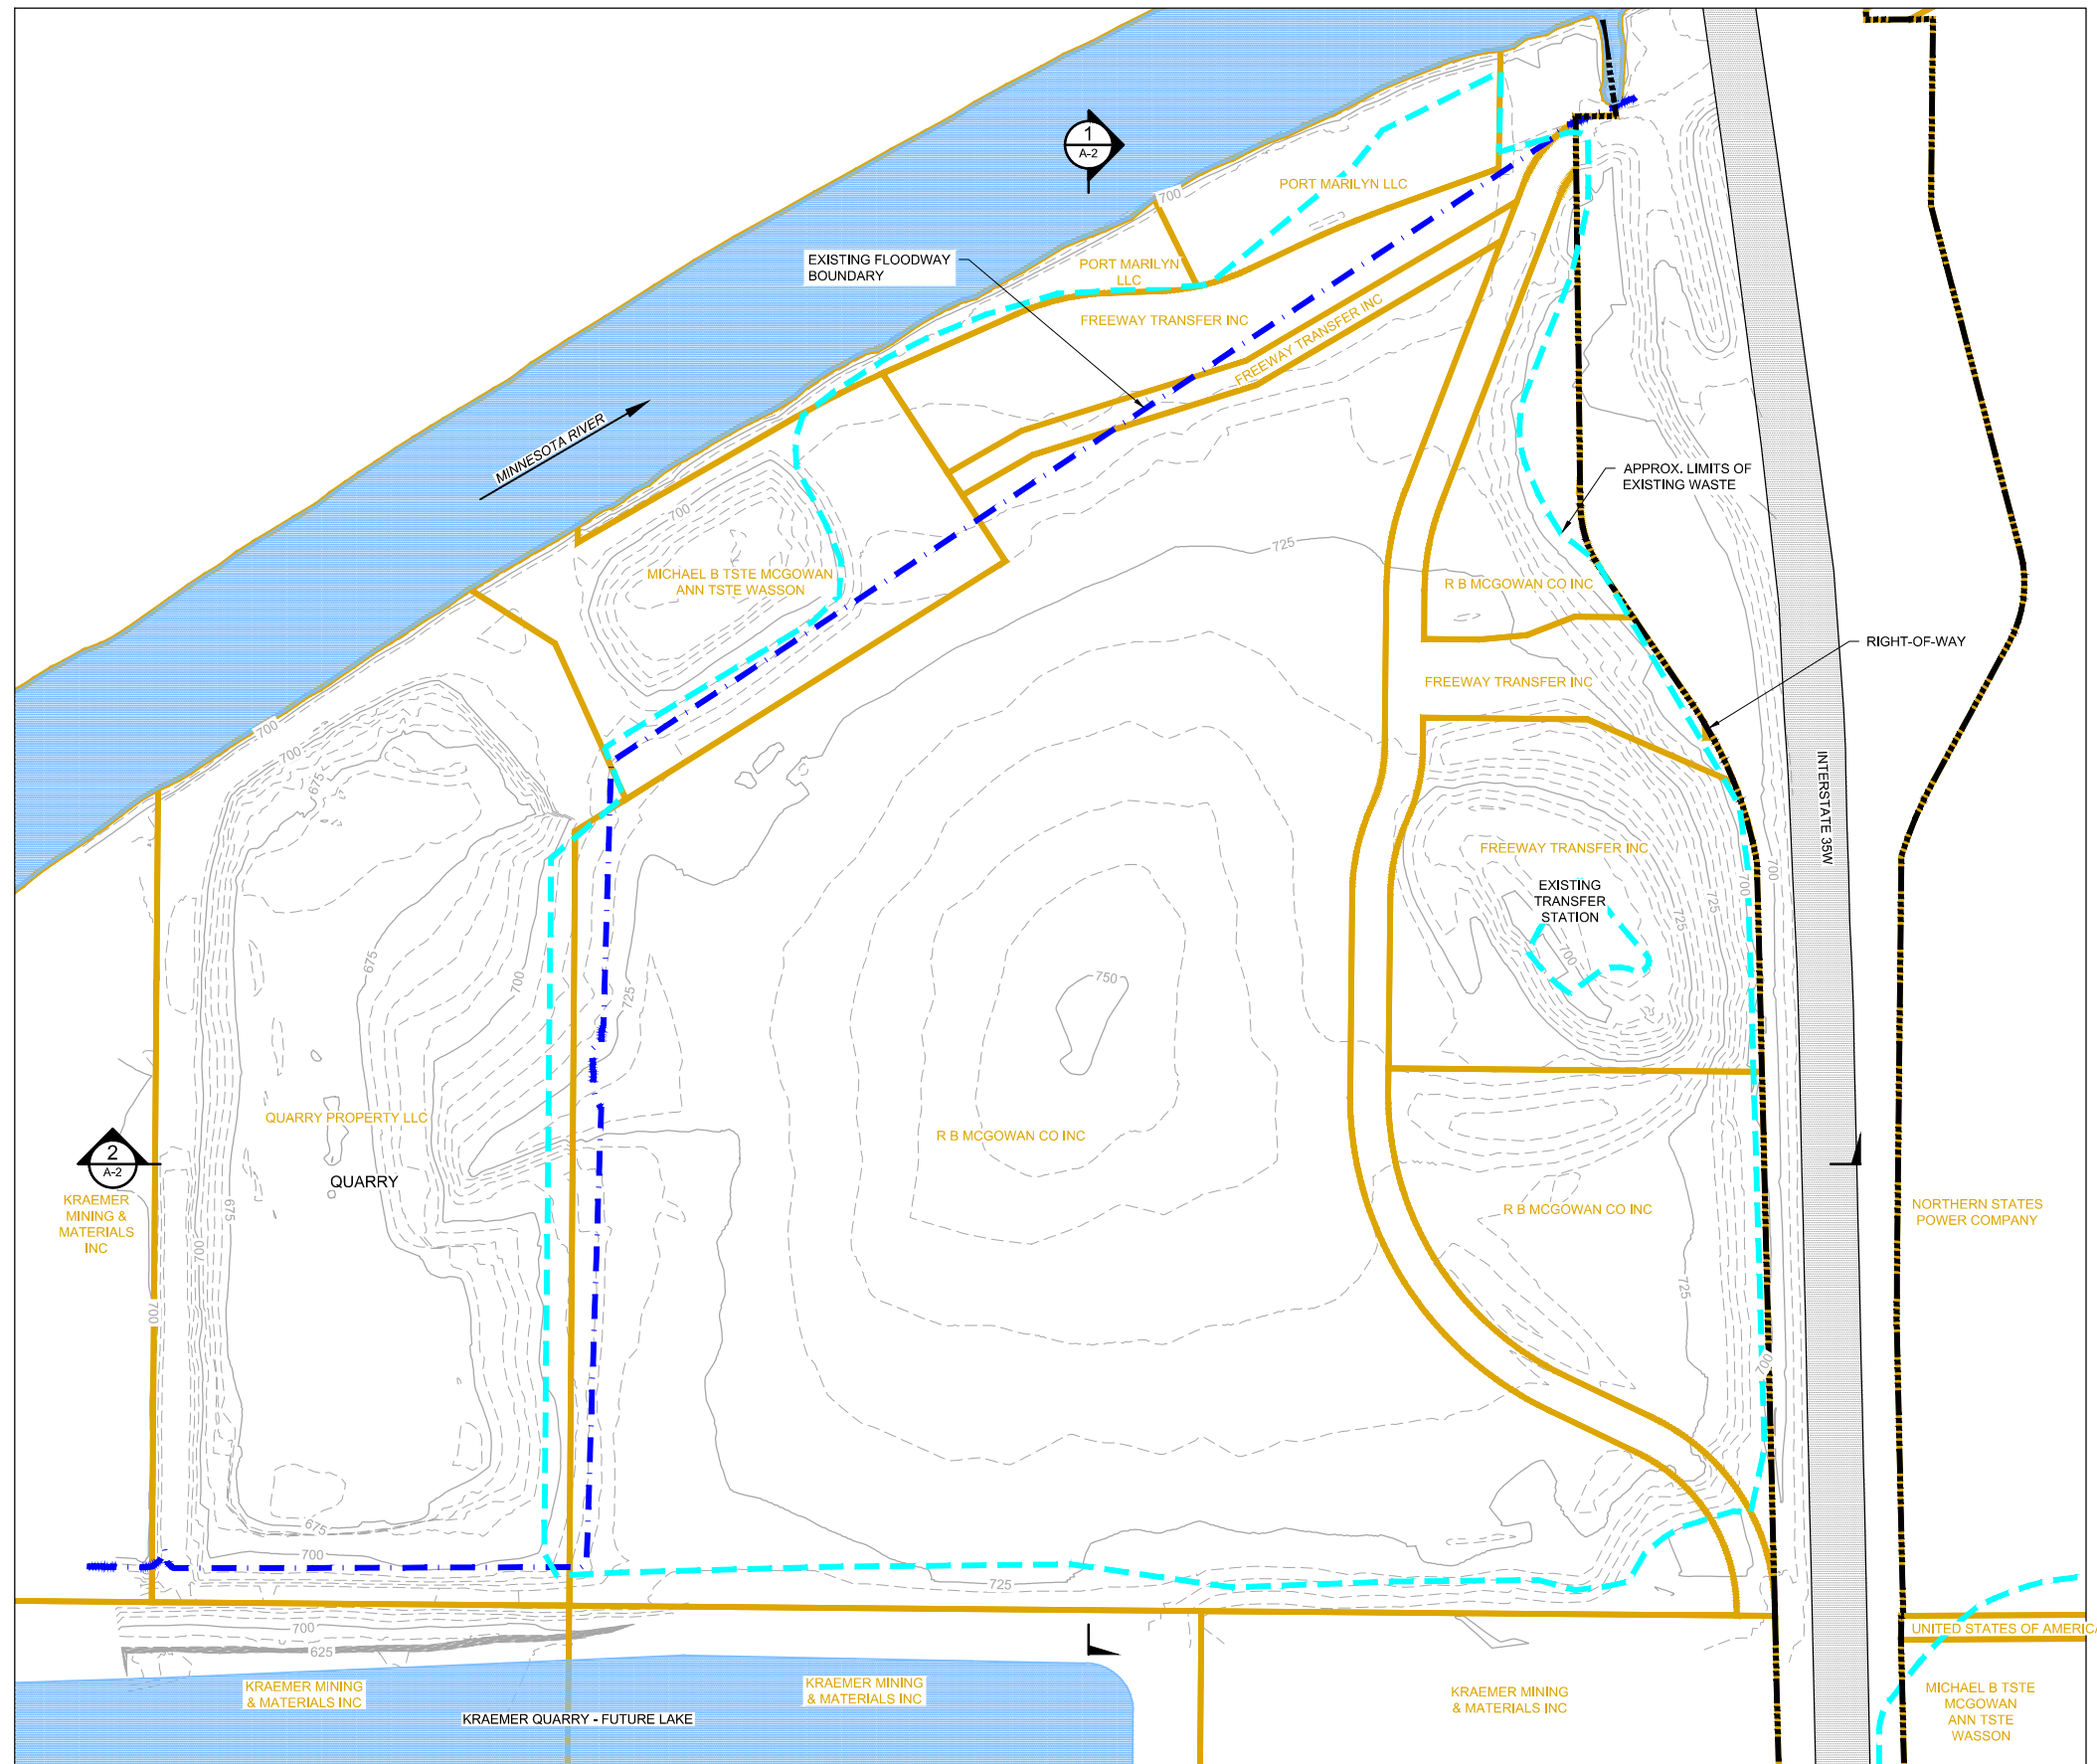 1
A-2
PORT MARILYN LLC
700
EXISTING FLOODWAY
BOUNDARY
PORT MARILYN
LLC
FREEWAY TRANSFER INC
FREEWAY TRANSFER INC
MINNESOTA RIVER
APPROX. LIMITS OF
EXISTING WASTE
700
725
MICHAEL B TSTE MCGOWAN
ANN TSTE WASSON
R B MCGOWAN CO INC
RIGHT-OF-WAY
FREEWAY TRANSFER INC
700
700
675
INTERSTATE 35W
FREEWAY TRANSFER INC
700
700
EXISTING
TRANSFER
STATION
725
725
700
675
700
725
750
QUARRY PROPERTY LLC
R B MCGOWAN CO INC
2
A-2
QUARRY
KRAEMER
MINING &
MATERIALS
INC
675
700
R B MCGOWAN CO INC
NORTHERN STATES
POWER COMPANY
700
725
700
675
700
725
700
625
UNITED STATES OF AMERICA
KRAEMER MINING
& MATERIALS INC
KRAEMER MINING
& MATERIALS INC
KRAEMER MINING
& MATERIALS INC
MICHAEL B TSTE
MCGOWAN
ANN TSTE
WASSON
KRAEMER QUARRY - FUTURE LAKE